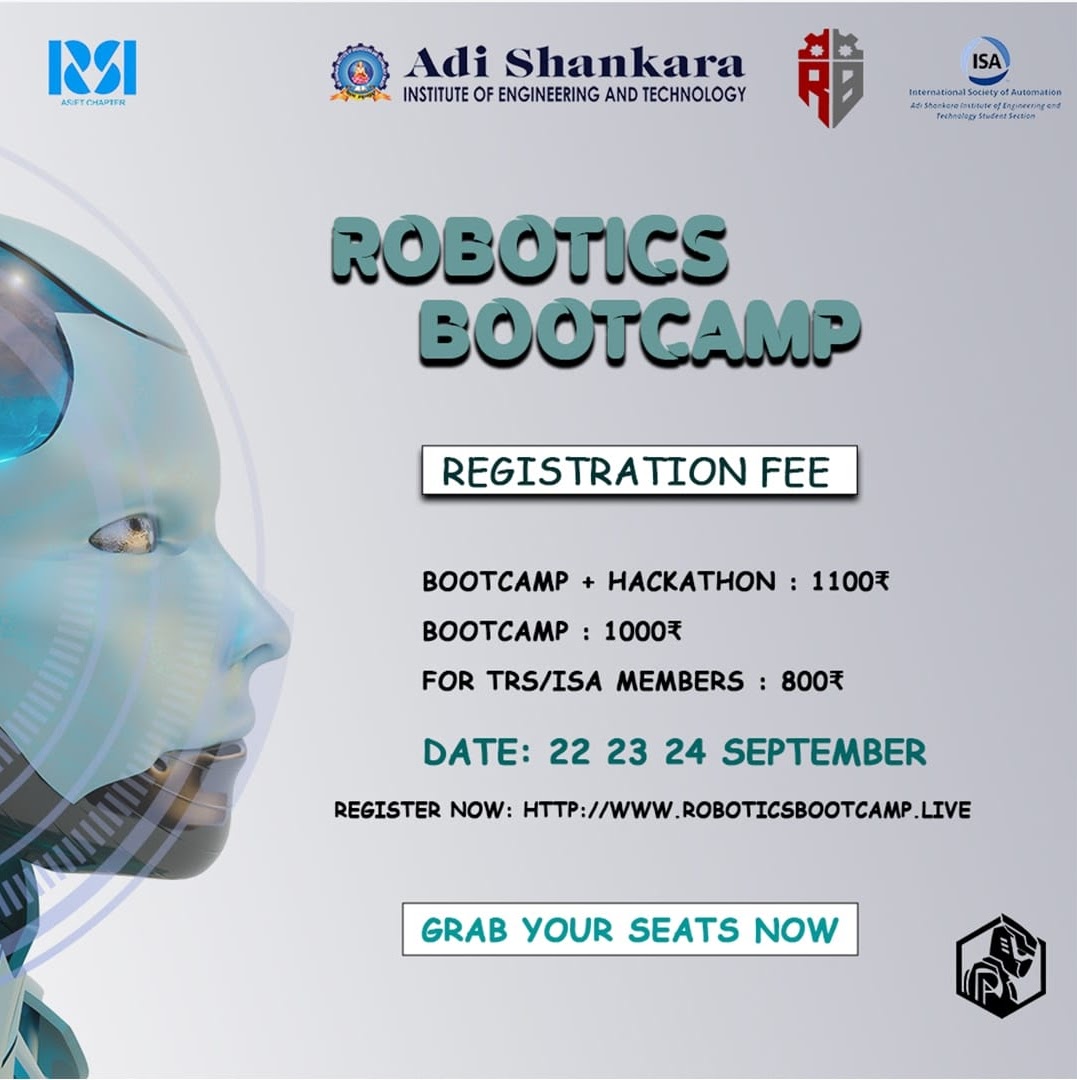 ASIET CHAPTER
Adi Shankara
INSTITUTE OF ENGINEERING AND TECHNOLOGY
RB
ISA
International Society of Automation
Adi Shankara Institute of Engineering and
Technology Student Section
ROBOTICS
BOOTCAMP
REGISTRATION FEE
BOOTCAMP + HACKATHON : 1100₹
BOOTCAMP : 1000₹
FOR TRS/ISA MEMBERS : 800₹
DATE: 22 23 24 SEPTEMBER
REGISTER NOW: HTTP://WWW.ROBOTICSBOOTCAMP.LIVE
GRAB YOUR SEATS NOW